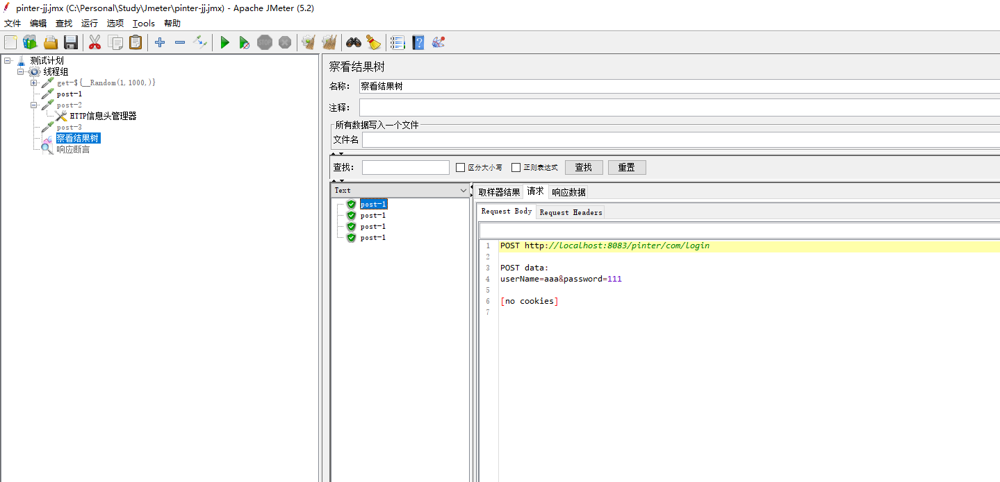 pinter-jj.jmx (C:\Personal\Study\Jmeter\pinter-jj.jmx) - Apache JMeter (5.2)
文件 编辑 查找 运行 选项 Tools 帮助
STOP
测试计划
线程组
get-${__Random(1,1000,)}
post-1
post-2
HTTP信息头管理器
post-3
察看结果树
响应断言
察看结果树
名称： 察看结果树
注释：
所有数据写入一个文件
文件名
查找： 区分大小写 正则表达式 查找 重置
Text
post-1
post-1
post-1
post-1
取样器结果 请求 响应数据
Request Body Request Headers
1 POST http://localhost:8083/pinter/com/login
2
3 POST data:
4 userName=aaa&password=111
5
6 [no cookies]
7